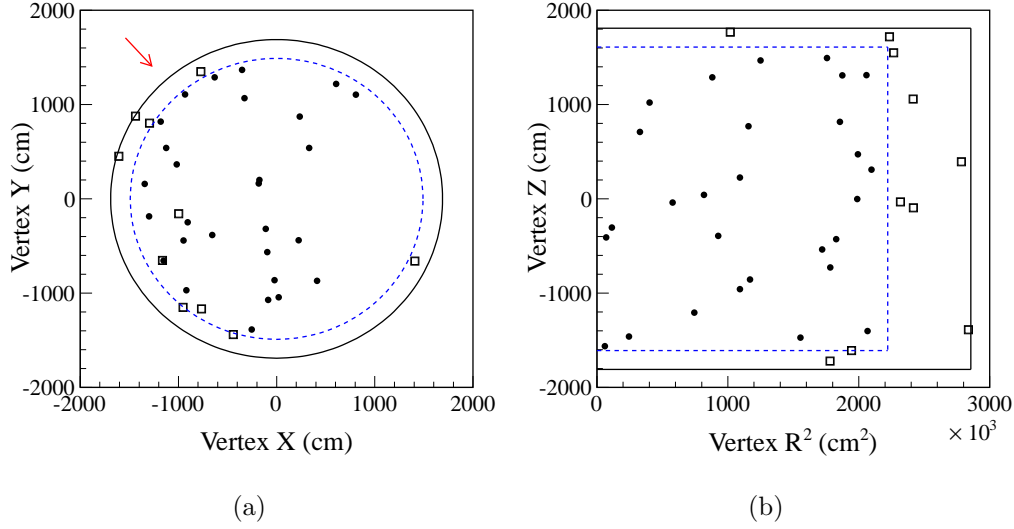 2000
1000
0
-1000
-2000
Vertex Y (cm)
-2000 -1000 0 1000 2000
Vertex X (cm)
(a)
2000
1000
0
-1000
-2000
Vertex Z (cm)
0 1000 2000 3000
× 10³
Vertex R² (cm²)
(b)